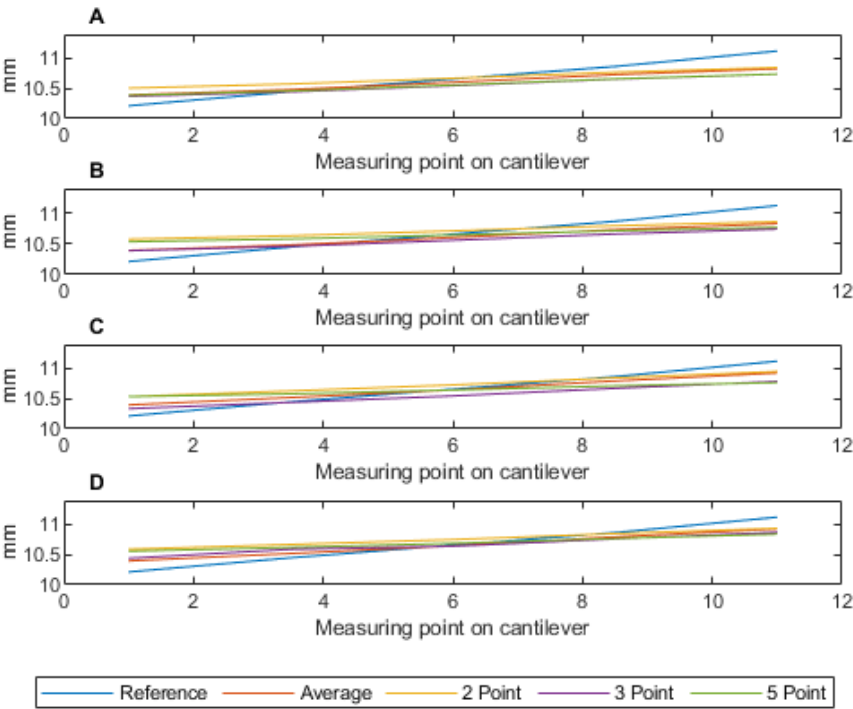 A
11
10.5
10
mm
0 2 4 6 8 10 12
Measuring point on cantilever
B
11
10.5
10
mm
0 2 4 6 8 10 12
Measuring point on cantilever
C
11
10.5
10
mm
0 2 4 6 8 10 12
Measuring point on cantilever
D
11
10.5
10
mm
0 2 4 6 8 10 12
Measuring point on cantilever
Reference Average 2 Point 3 Point 5 Point